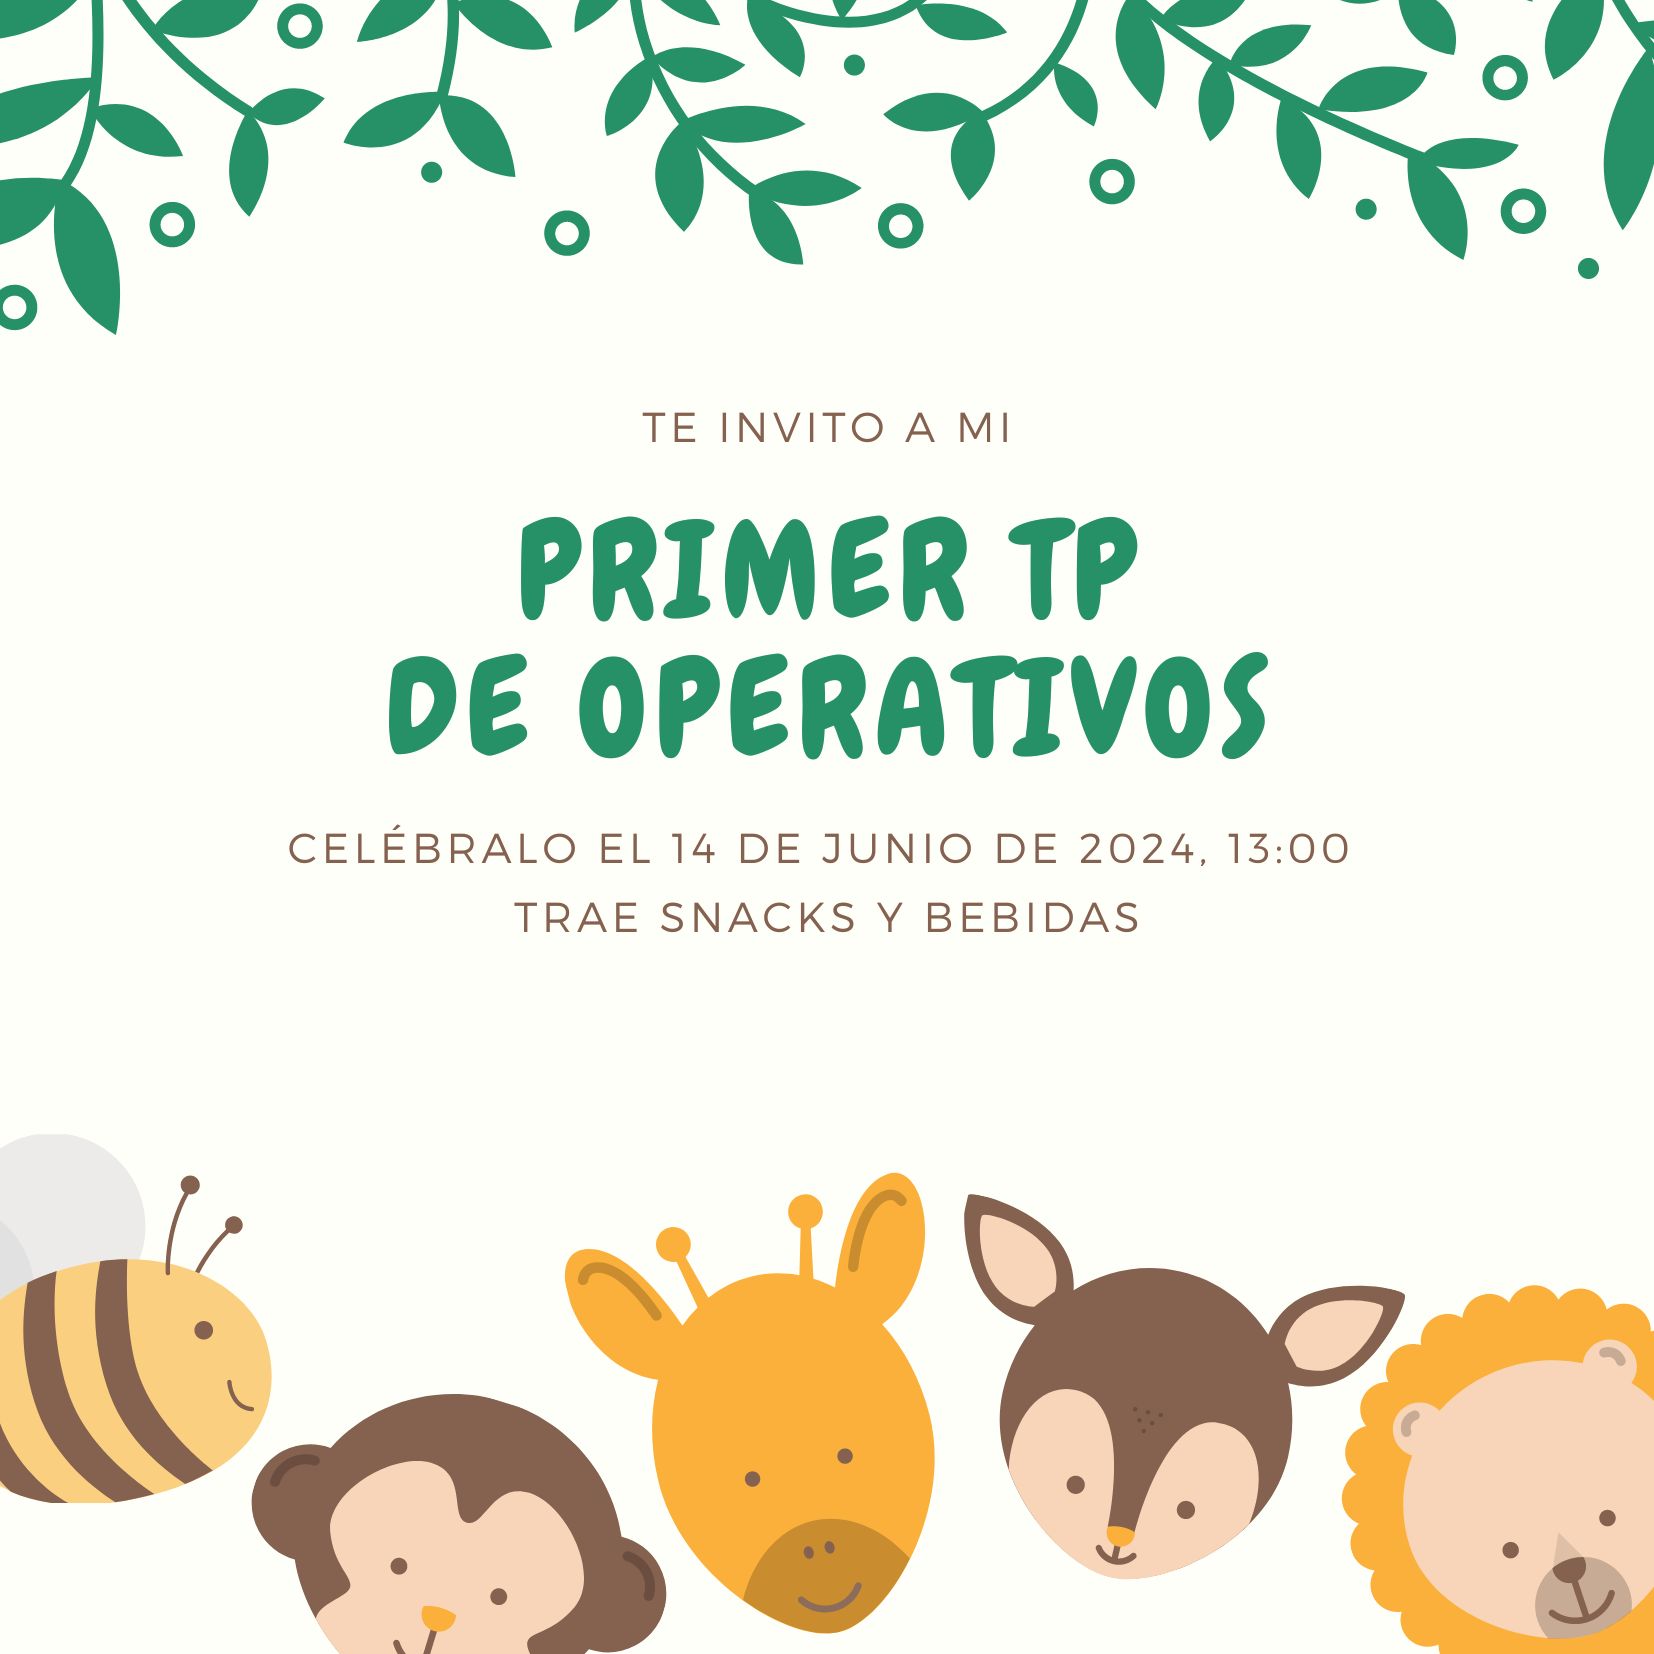 TE INVITO A MI
PRIMER TP
DE OPERATIVOS
CELÉBRALO EL 14 DE JUNIO DE 2024, 13:00
TRAE SNACKS Y BEBIDAS